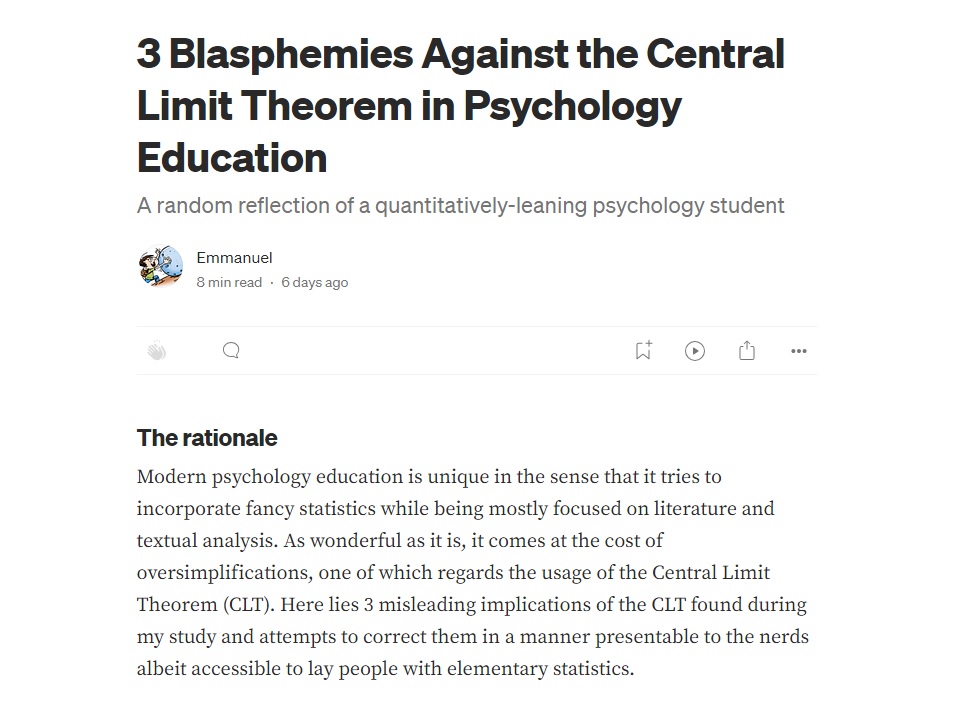 3 Blasphemies Against the Central
Limit Theorem in Psychology
Education
A random reflection of a quantitatively-leaning psychology student
Emmanuel
8 min read · 6 days ago
The rationale
Modern psychology education is unique in the sense that it tries to
incorporate fancy statistics while being mostly focused on literature and
textual analysis. As wonderful as it is, it comes at the cost of
oversimplifications, one of which regards the usage of the Central Limit
Theorem (CLT). Here lies 3 misleading implications of the CLT found during
my study and attempts to correct them in a manner presentable to the nerds
albeit accessible to lay people with elementary statistics.